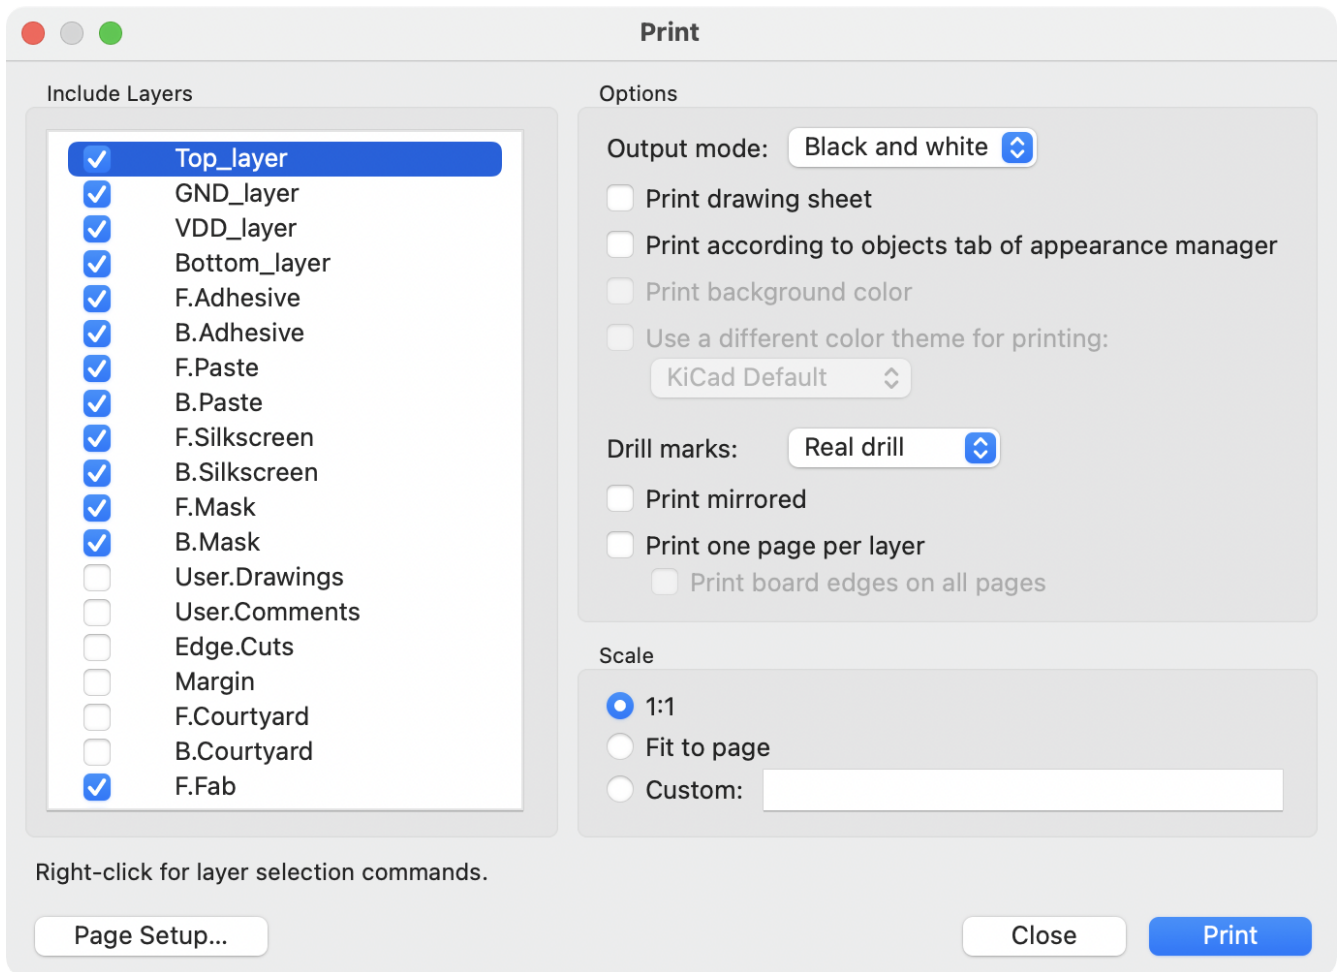 Print
Include Layers
Top_layer
GND_layer
VDD_layer
Bottom_layer
F.Adhesive
B.Adhesive
F.Paste
B.Paste
F.Silkscreen
B.Silkscreen
F.Mask
B.Mask
User.Drawings
User.Comments
Edge.Cuts
Margin
F.Courtyard
B.Courtyard
F.Fab
Right-click for layer selection commands.
Options
Output mode: Black and white
Print drawing sheet
Print according to objects tab of appearance manager
Print background color
Use a different color theme for printing:
KiCad Default
Drill marks: Real drill
Print mirrored
Print one page per layer
Print board edges on all pages
Scale
1:1
Fit to page
Custom:
Page Setup...
Close
Print